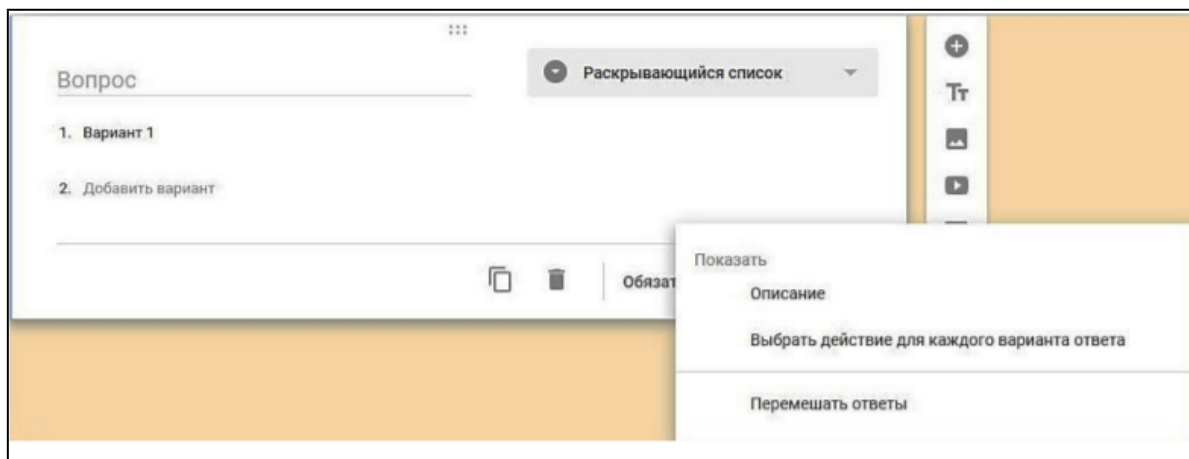 Вопрос
Раскрывающийся список
1. Вариант 1
2. Добавить вариант
Обязат
Показать
Описание
Выбрать действие для каждого варианта ответа
Перемешать ответы